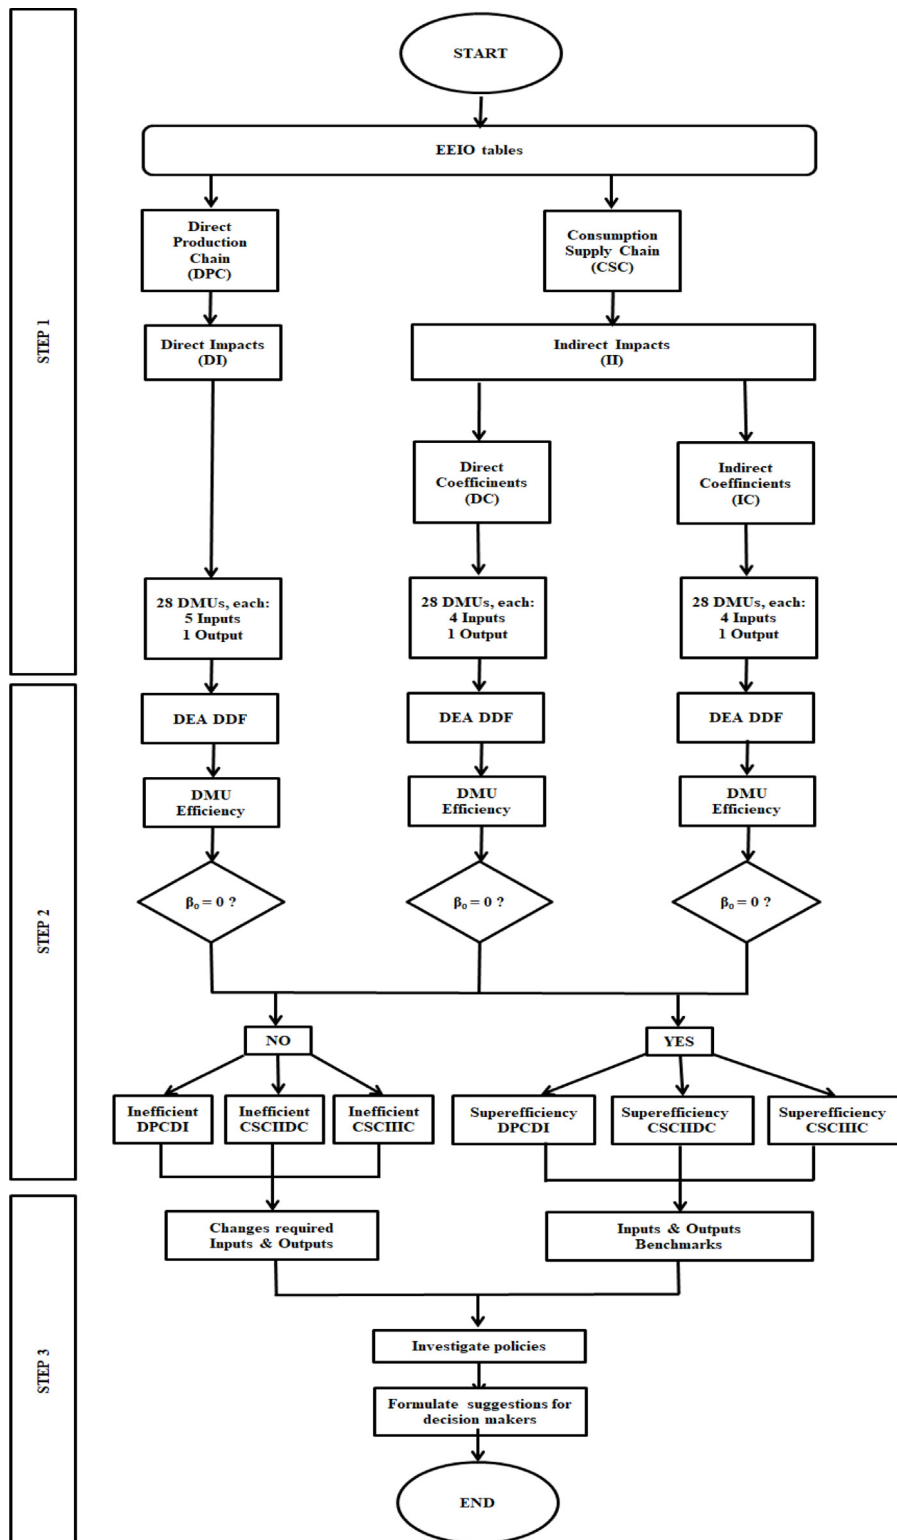 STEP 1
START
EEIO tables
Direct
Production
Chain
(DPC)
Consumption
Supply Chain
(CSC)
Direct Impacts
(DI)
Indirect Impacts
(II)
Direct
Coefficinents
(DC)
Indirect
Coeffincients
(IC)
28 DMUs, each:
5 Inputs
1 Output
28 DMUs, each:
4 Inputs
1 Output
28 DMUs, each:
4 Inputs
1 Output
STEP 2
DEA DDF
DEA DDF
DEA DDF
DMU
Efficiency
DMU
Efficiency
DMU
Efficiency
β₀ = 0 ?
β₀ = 0 ?
β₀ = 0 ?
NO
YES
Inefficient
DPCDI
Inefficient
CSCIIDC
Inefficient
CSCIIIC
Superefficiency
DPCDI
Superefficiency
CSCIIDC
Superefficiency
CSCIIIC
STEP 3
Changes required
Inputs & Outputs
Inputs & Outputs
Benchmarks
Investigate policies
Formulate suggestions for
decision makers
END